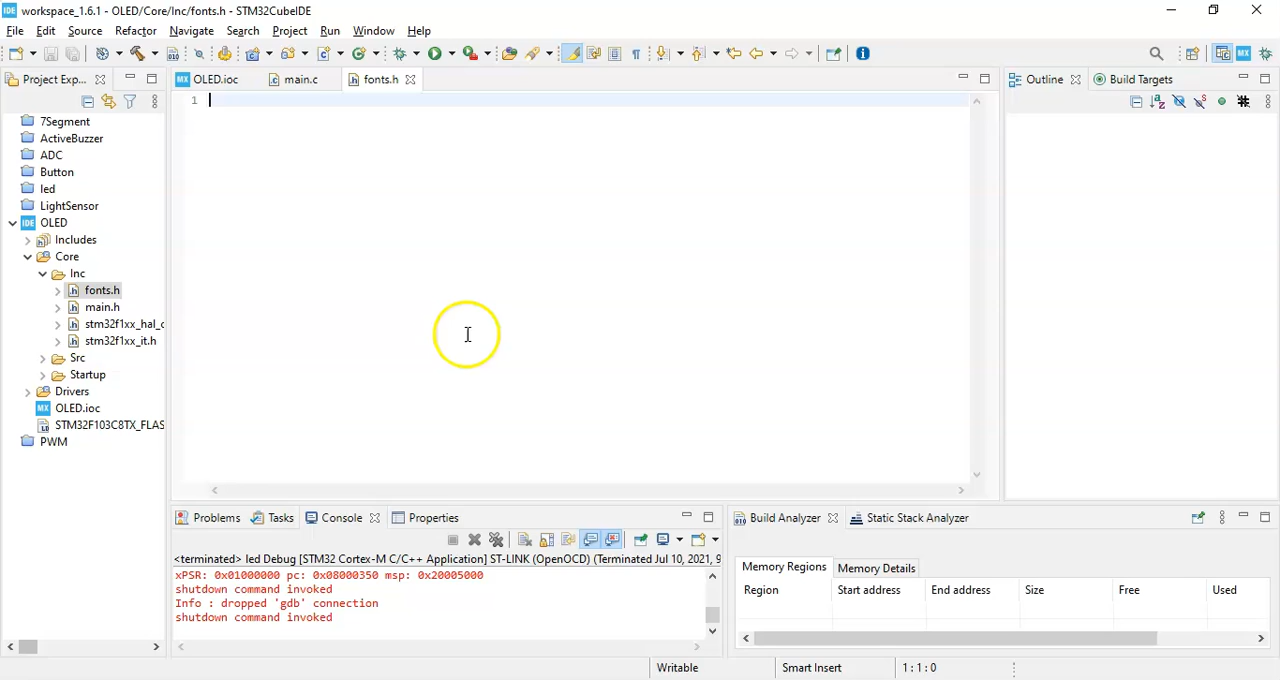 workspace_1.6.1 - OLED/Core/Inc/fonts.h - STM32CubeIDE
File Edit Source Refactor Navigate Search Project Run Window Help
Project Exp...
OLED.ioc
main.c
fonts.h
Outline
Build Targets
1
7Segment
ActiveBuzzer
ADC
Button
led
LightSensor
OLED
Includes
Core
Inc
fonts.h
main.h
stm32f1xx_hal_c
stm32f1xx_it.h
Src
Startup
Drivers
OLED.ioc
STM32F103C8TX_FLAS
PWM
Problems Tasks Console Properties
<terminated> led Debug [STM32 Cortex-M C/C++ Application] ST-LINK (OpenOCD) (Terminated Jul 10, 2021, 9
xPSR: 0x01000000 pc: 0x08000350 msp: 0x20005000
shutdown command invoked
Info : dropped 'gdb' connection
shutdown command invoked
Build Analyzer Static Stack Analyzer
Memory Regions Memory Details
Region Start address End address Size Free Used
Writable Smart Insert 1 : 1 : 0